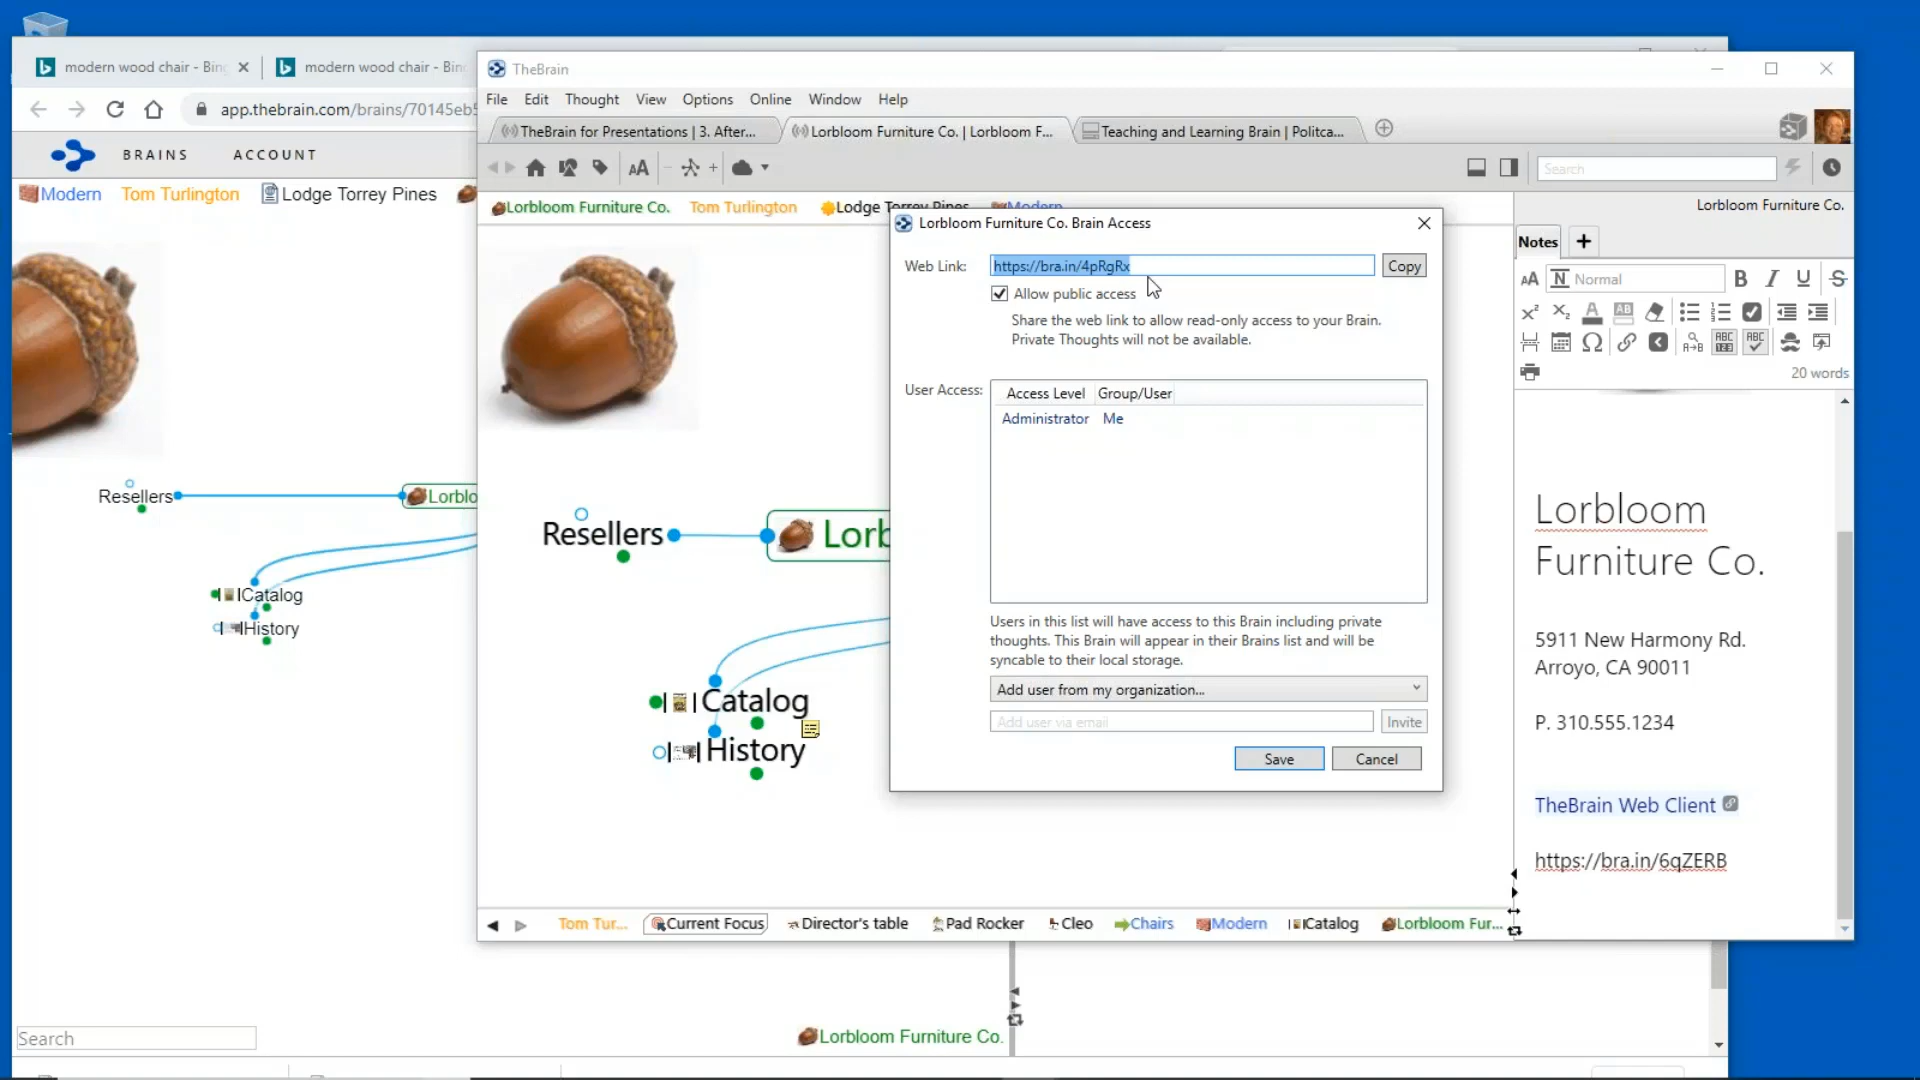 modern wood chair - Bing
modern wood chair - Bing
app.thebrain.com/brains/70145eb5
BRAINS
ACCOUNT
Modern
Tom Turlington
Lodge Torrey Pines
Resellers
Lorblo
Catalog
History
Search
Lorbloom Furniture Co.
TheBrain
File
Edit
Thought
View
Options
Online
Window
Help
TheBrain for Presentations | 3. After...
Lorbloom Furniture Co. | Lorbloom F...
Teaching and Learning Brain | Politca...
Search
Lorbloom Furniture Co.
Tom Turlington
Lodge Torrey Pines
Modern
Resellers
Lorb
Catalog
History
Lorbloom Furniture Co. Brain Access
Web Link:
https://bra.in/4pRgRx
Copy
Allow public access
Share the web link to allow read-only access to your Brain.
Private Thoughts will not be available.
User Access:
Access Level
Group/User
Administrator
Me
Users in this list will have access to this Brain including private
thoughts. This Brain will appear in their Brains list and will be
syncable to their local storage.
Add user from my organization...
Add user via email
Invite
Save
Cancel
Lorbloom Furniture Co.
Notes
Normal
20 words
Lorbloom
Furniture Co.
5911 New Harmony Rd.
Arroyo, CA 90011
P. 310.555.1234
TheBrain Web Client
https://bra.in/6qZERB
Tom Tur...
Current Focus
Director's table
Pad Rocker
Cleo
Chairs
Modern
Catalog
Lorbloom Fur...